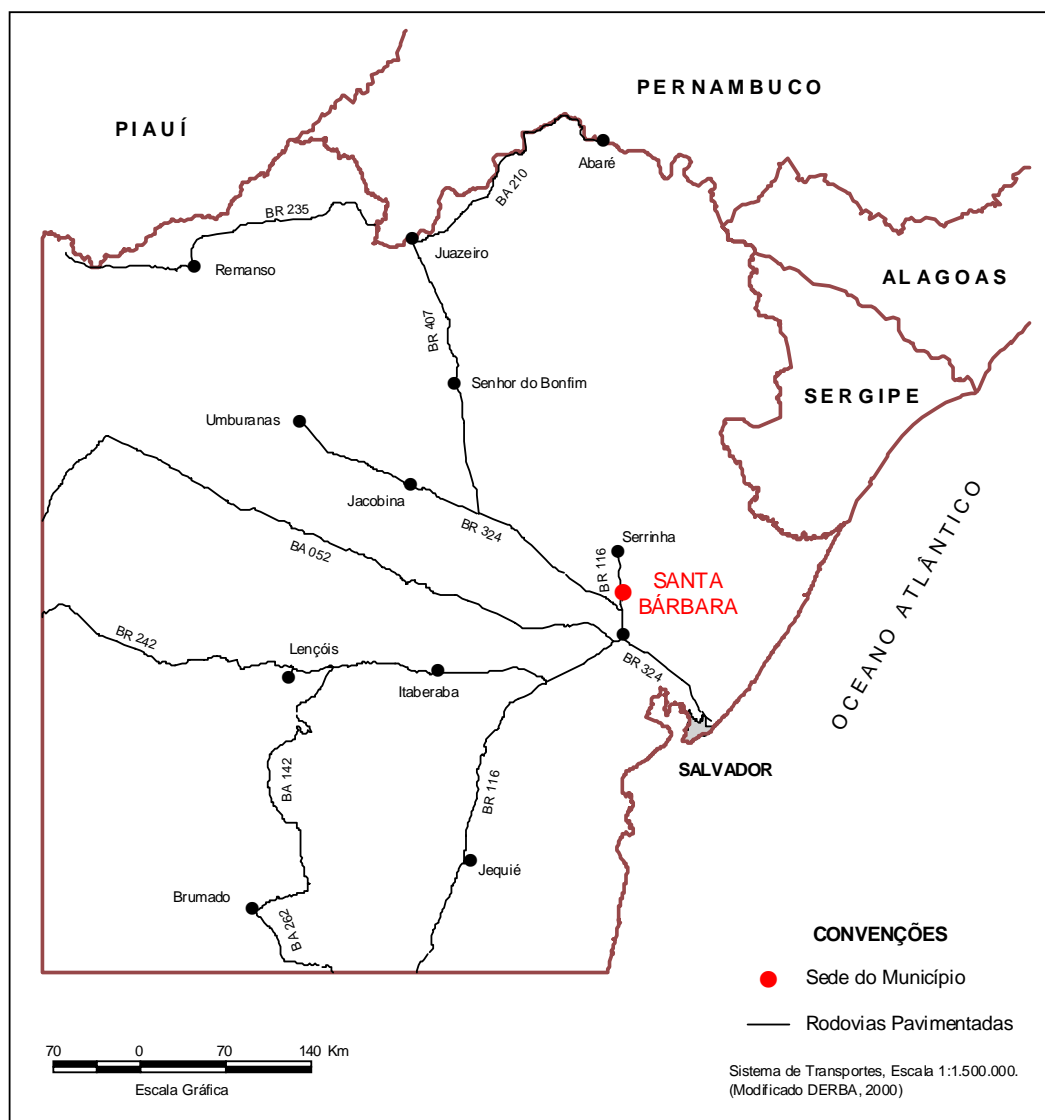 PERNAMBUCO
PIAUÍ
Abaré
BA 210
BR 235
Juazeiro
Remanso
ALAGOAS
BR 407
Senhor do Bonfim
SERGIPE
Umburanas
Jacobina
BR 324
Serrinha
BR 116
SANTA
BÁRBARA
BA 052
OCEANO ATLÂNTICO
BR 242
Lençóis
Itaberaba
BR 324
SALVADOR
BA 142
BR 116
Jequié
Brumado
BA 262
CONVENÇÕES
Sede do Município
Rodovias Pavimentadas
70 0 70 140 Km
Escala Gráfica
Sistema de Transportes, Escala 1:1.500.000.
(Modificado DERBA, 2000)